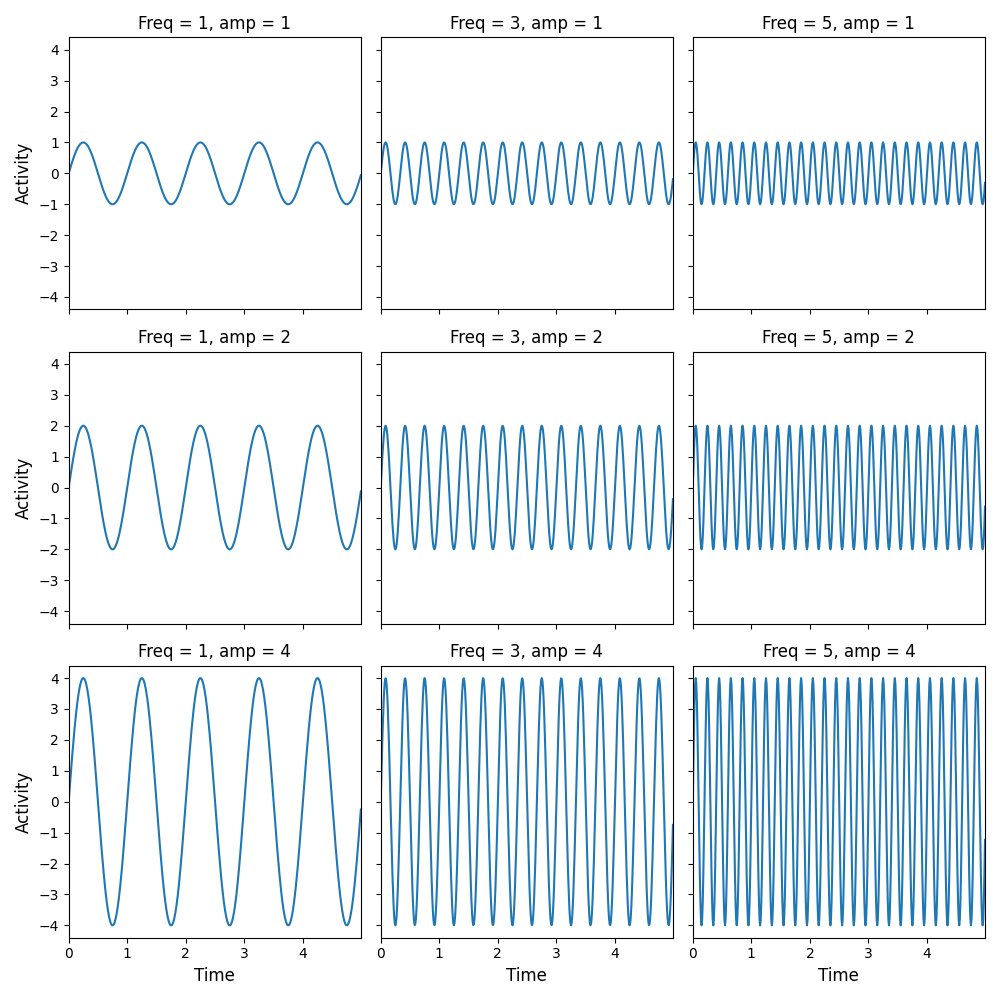 Freq = 1, amp = 1
Freq = 3, amp = 1
Freq = 5, amp = 1
4
3
2
1
0
−1
−2
−3
−4
Activity
Freq = 1, amp = 2
Freq = 3, amp = 2
Freq = 5, amp = 2
4
3
2
1
0
−1
−2
−3
−4
Activity
Freq = 1, amp = 4
Freq = 3, amp = 4
Freq = 5, amp = 4
4
3
2
1
0
−1
−2
−3
−4
Activity
0 1 2 3 4
0 1 2 3 4
0 1 2 3 4
Time
Time
Time